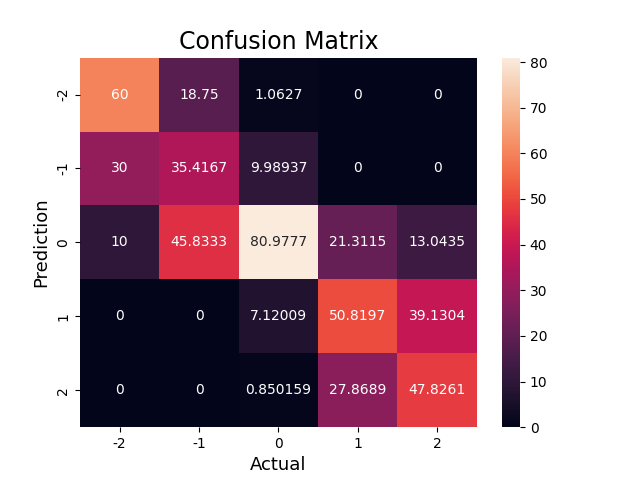 Confusion Matrix
-2 60 18.75 1.0627 0 0
-1 30 35.4167 9.98937 0 0
0 10 45.8333 80.9777 21.3115 13.0435
1 0 0 7.12009 50.8197 39.1304
2 0 0 0.850159 27.8689 47.8261
-2 -1 0 1 2
Prediction
Actual
80
70
60
50
40
30
20
10
0